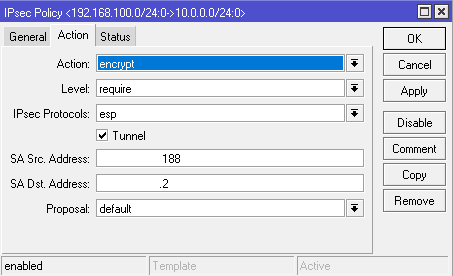 IPsec Policy <192.168.100.0/24:0->10.0.0.0/24:0>
General Action Status
Action: encrypt
Level: require
IPsec Protocols: esp
Tunnel
SA Src. Address: 188
SA Dst. Address: .2
Proposal: default
OK
Cancel
Apply
Disable
Comment
Copy
Remove
enabled Template Active